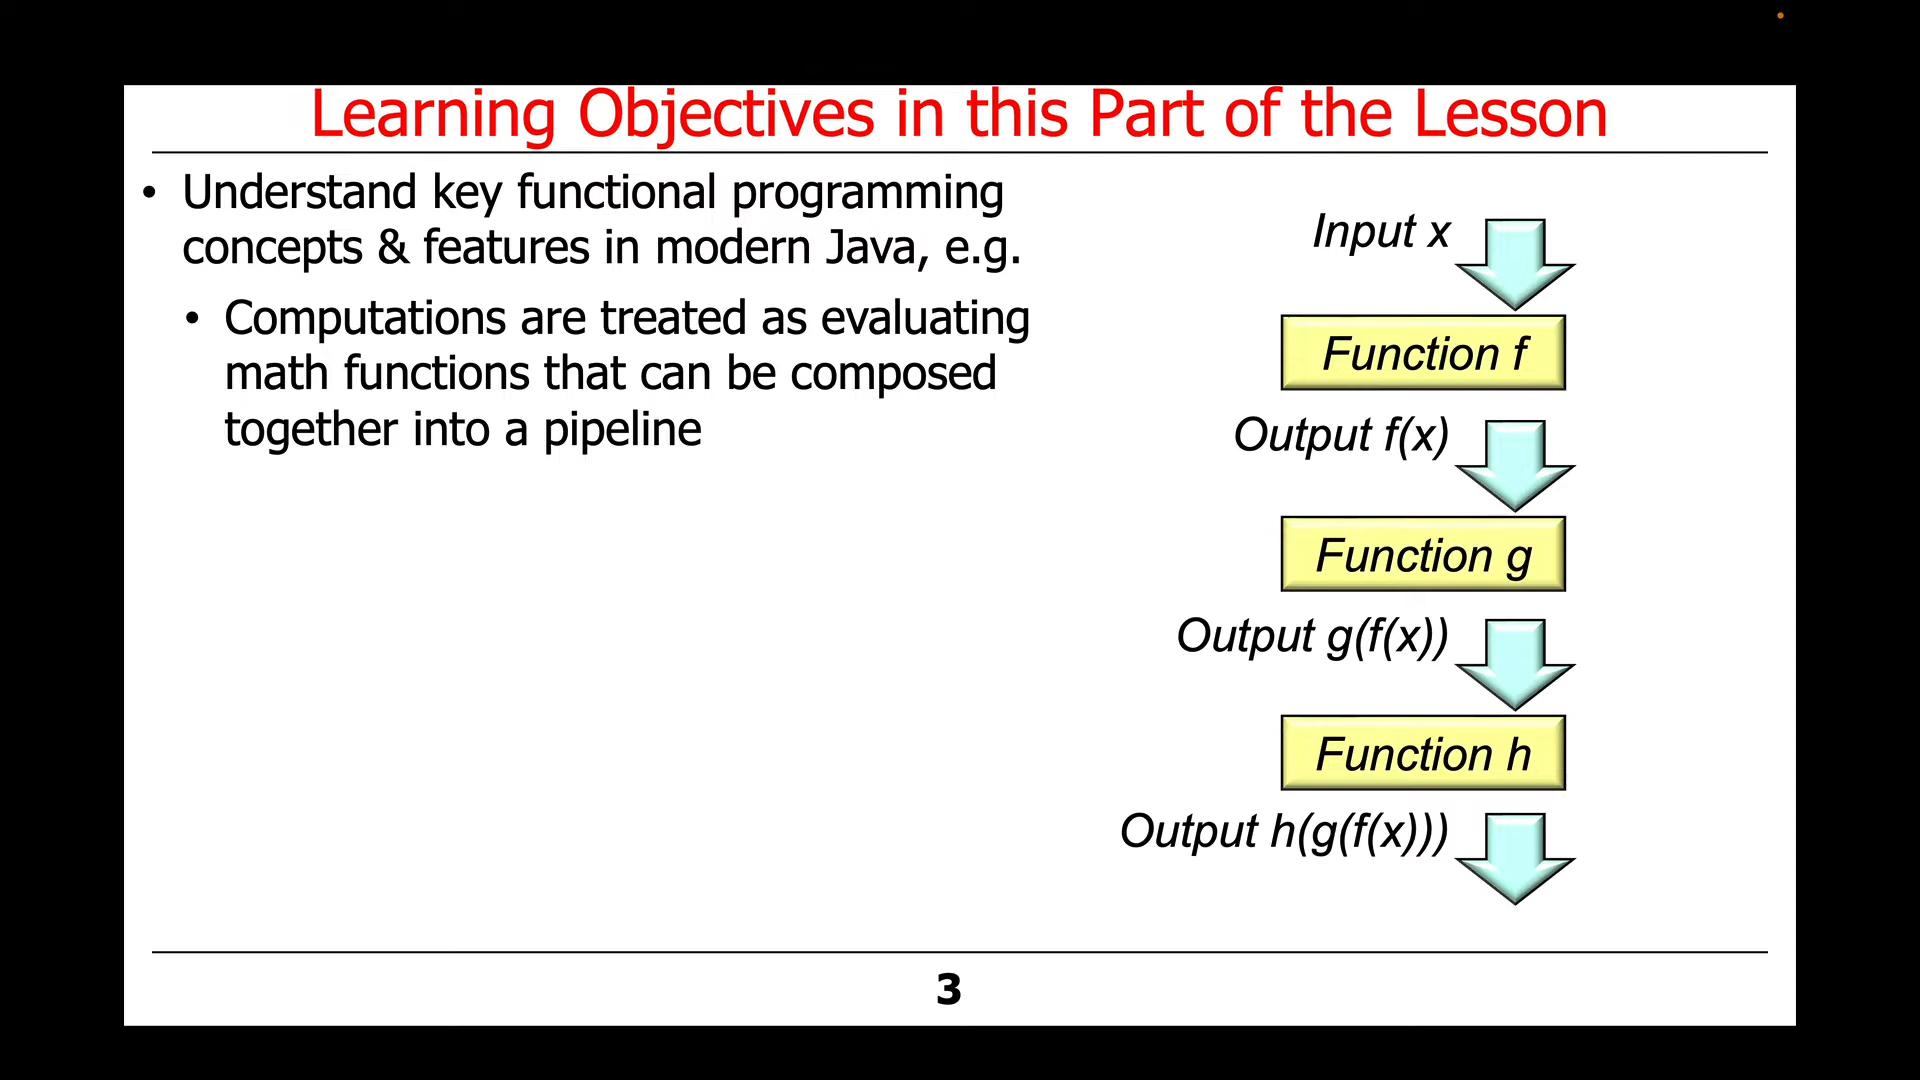 Learning Objectives in this Part of the Lesson
• Understand key functional programming
concepts & features in modern Java, e.g.
• Computations are treated as evaluating
math functions that can be composed
together into a pipeline
Input x
Function f
Output f(x)
Function g
Output g(f(x))
Function h
Output h(g(f(x)))
3